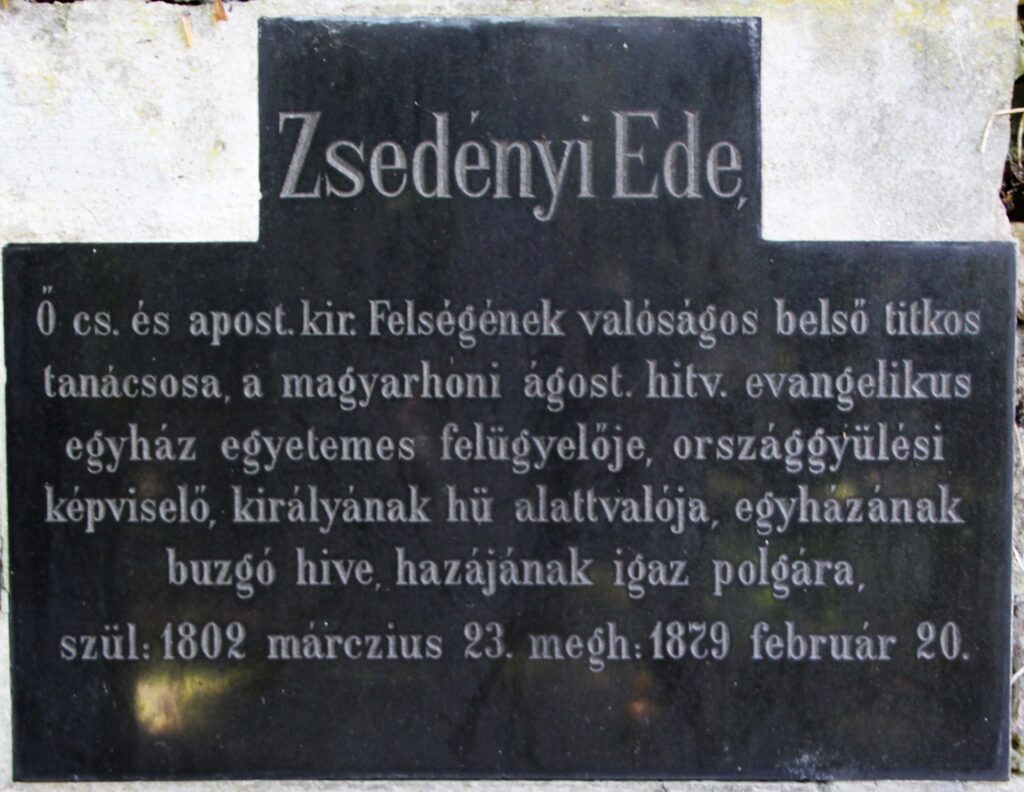 Zsedényi Ede,
Ő cs. és apost. kir. Felségének valóságos belső titkos
tanácsosa, a magyarhoni ágost. hitv. evangelikus
egyház egyetemes felügyelője, országgyülési
képviselő, királyának hü alattvalója, egyházának
buzgó hive, hazájának igaz polgára,
szül: 1802 márczius 23. megh: 1879 február 20.